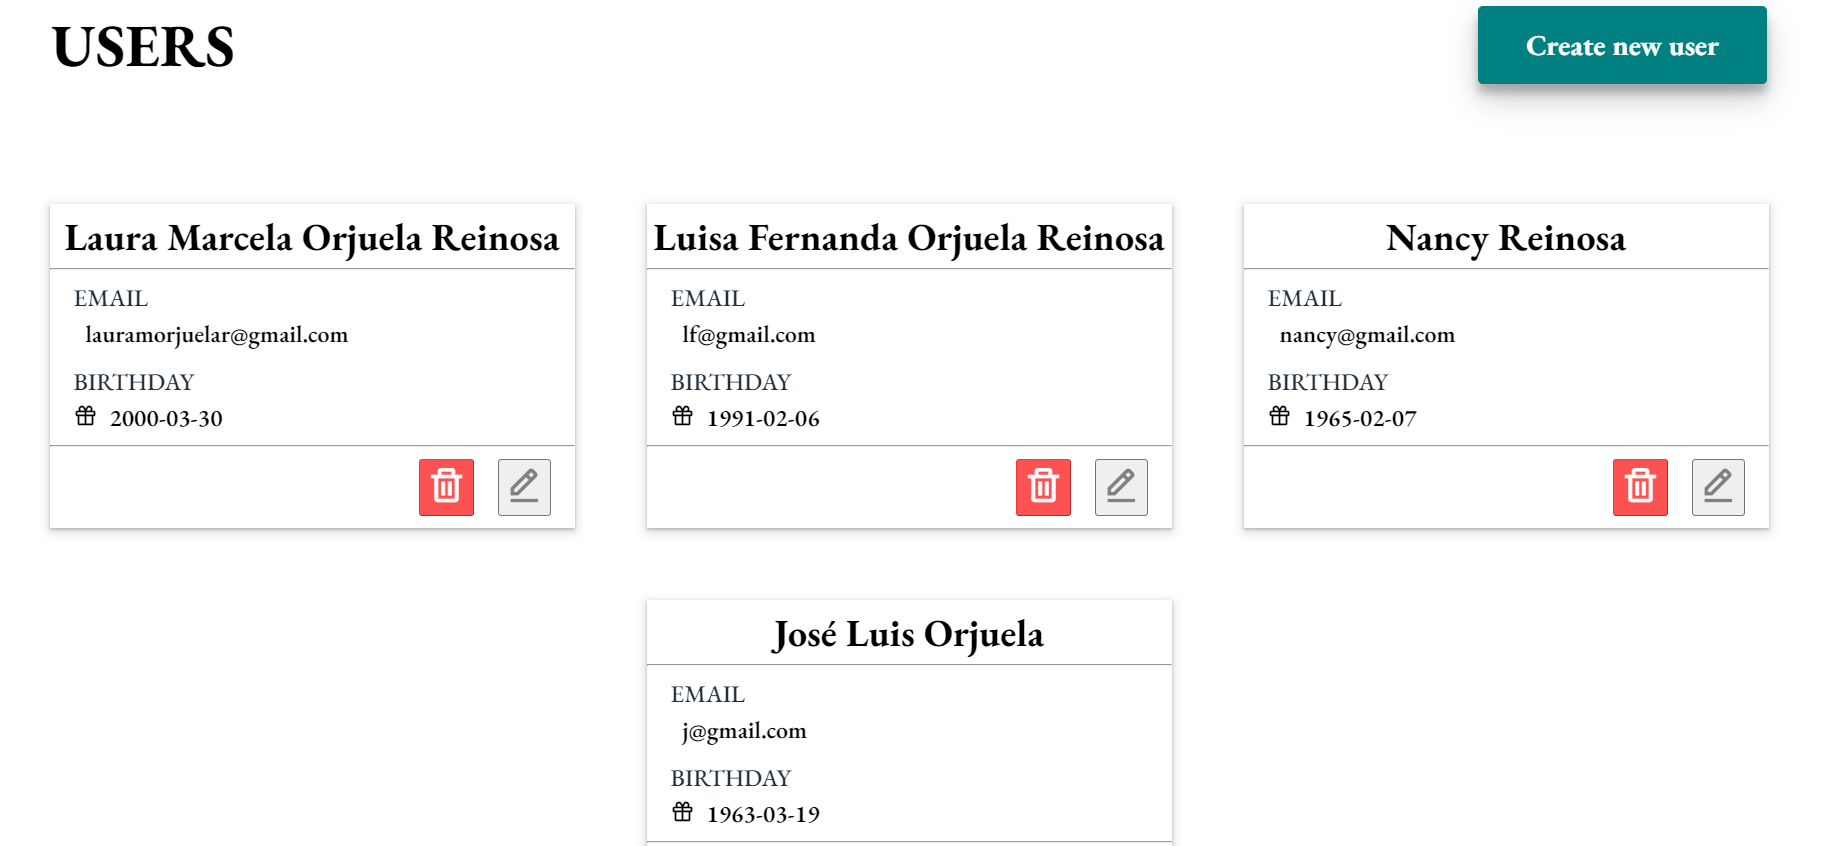 USERS
Create new user
Laura Marcela Orjuela Reinosa
EMAIL
lauramorjuelar@gmail.com
BIRTHDAY
2000-03-30
Luisa Fernanda Orjuela Reinosa
EMAIL
lf@gmail.com
BIRTHDAY
1991-02-06
Nancy Reinosa
EMAIL
nancy@gmail.com
BIRTHDAY
1965-02-07
José Luis Orjuela
EMAIL
j@gmail.com
BIRTHDAY
1963-03-19